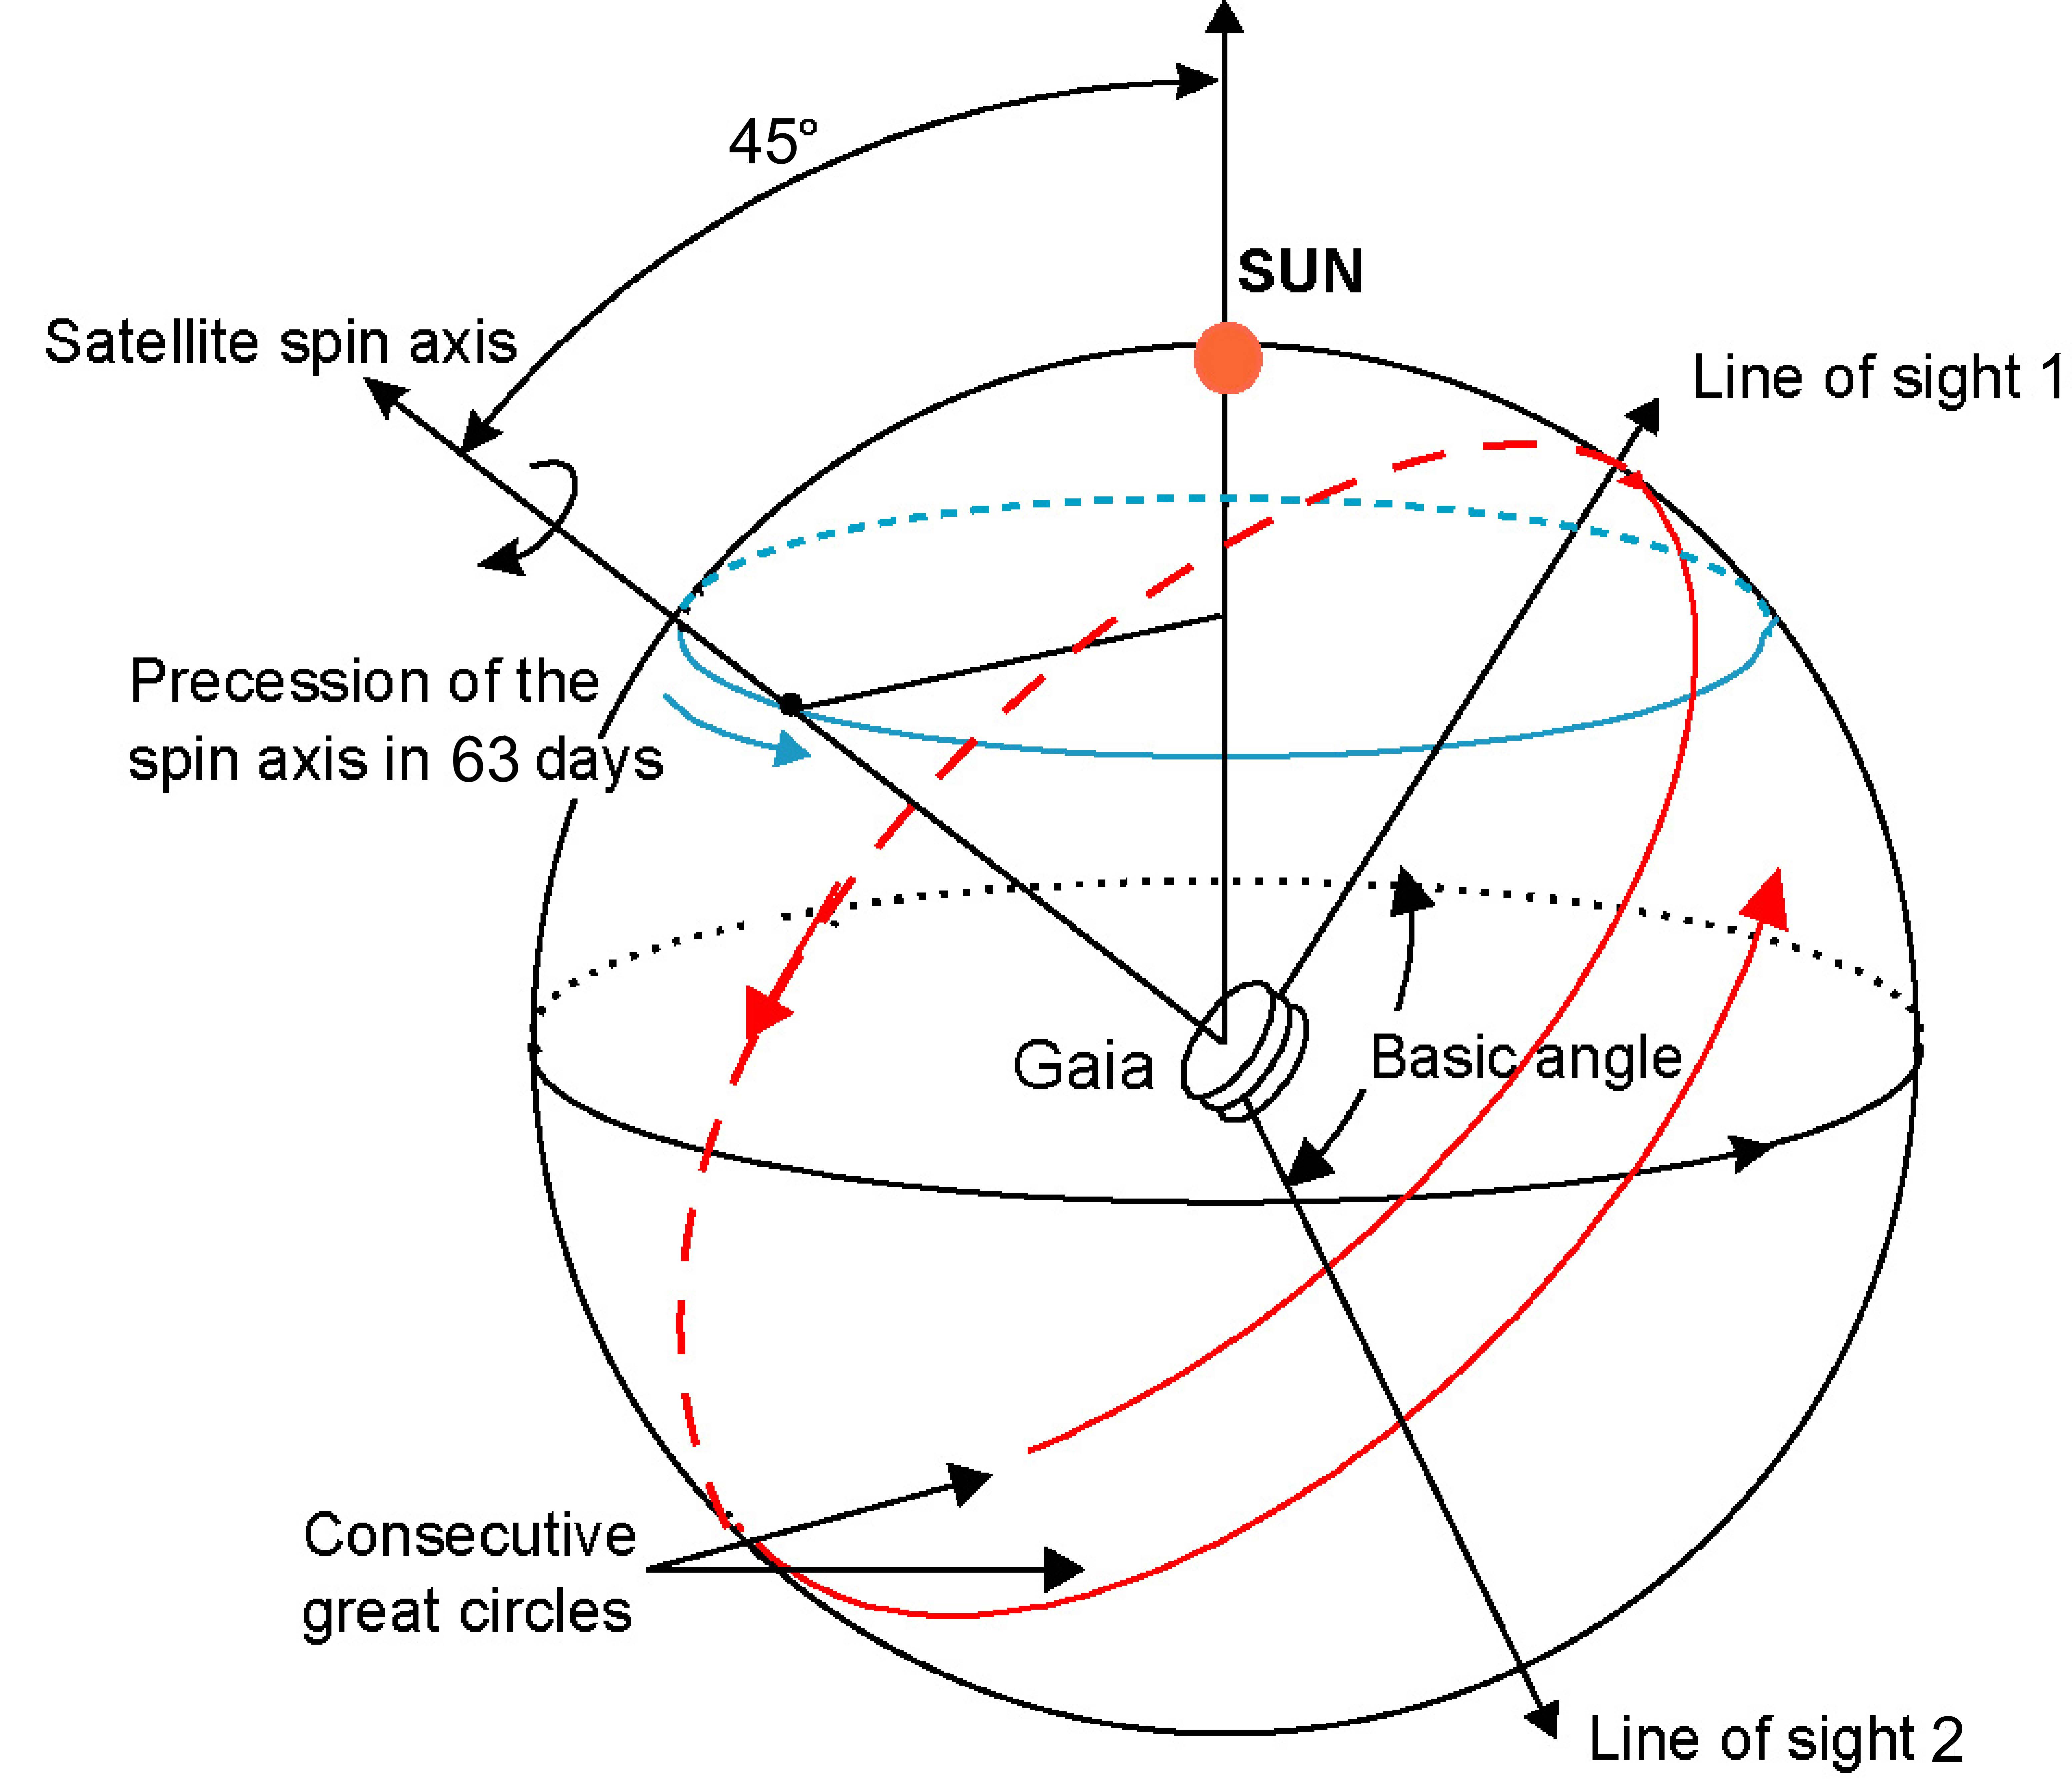 45°
SUN
Satellite spin axis
Line of sight 1
Precession of the
spin axis in 63 days
Gaia
Basic angle
Consecutive
great circles
Line of sight 2